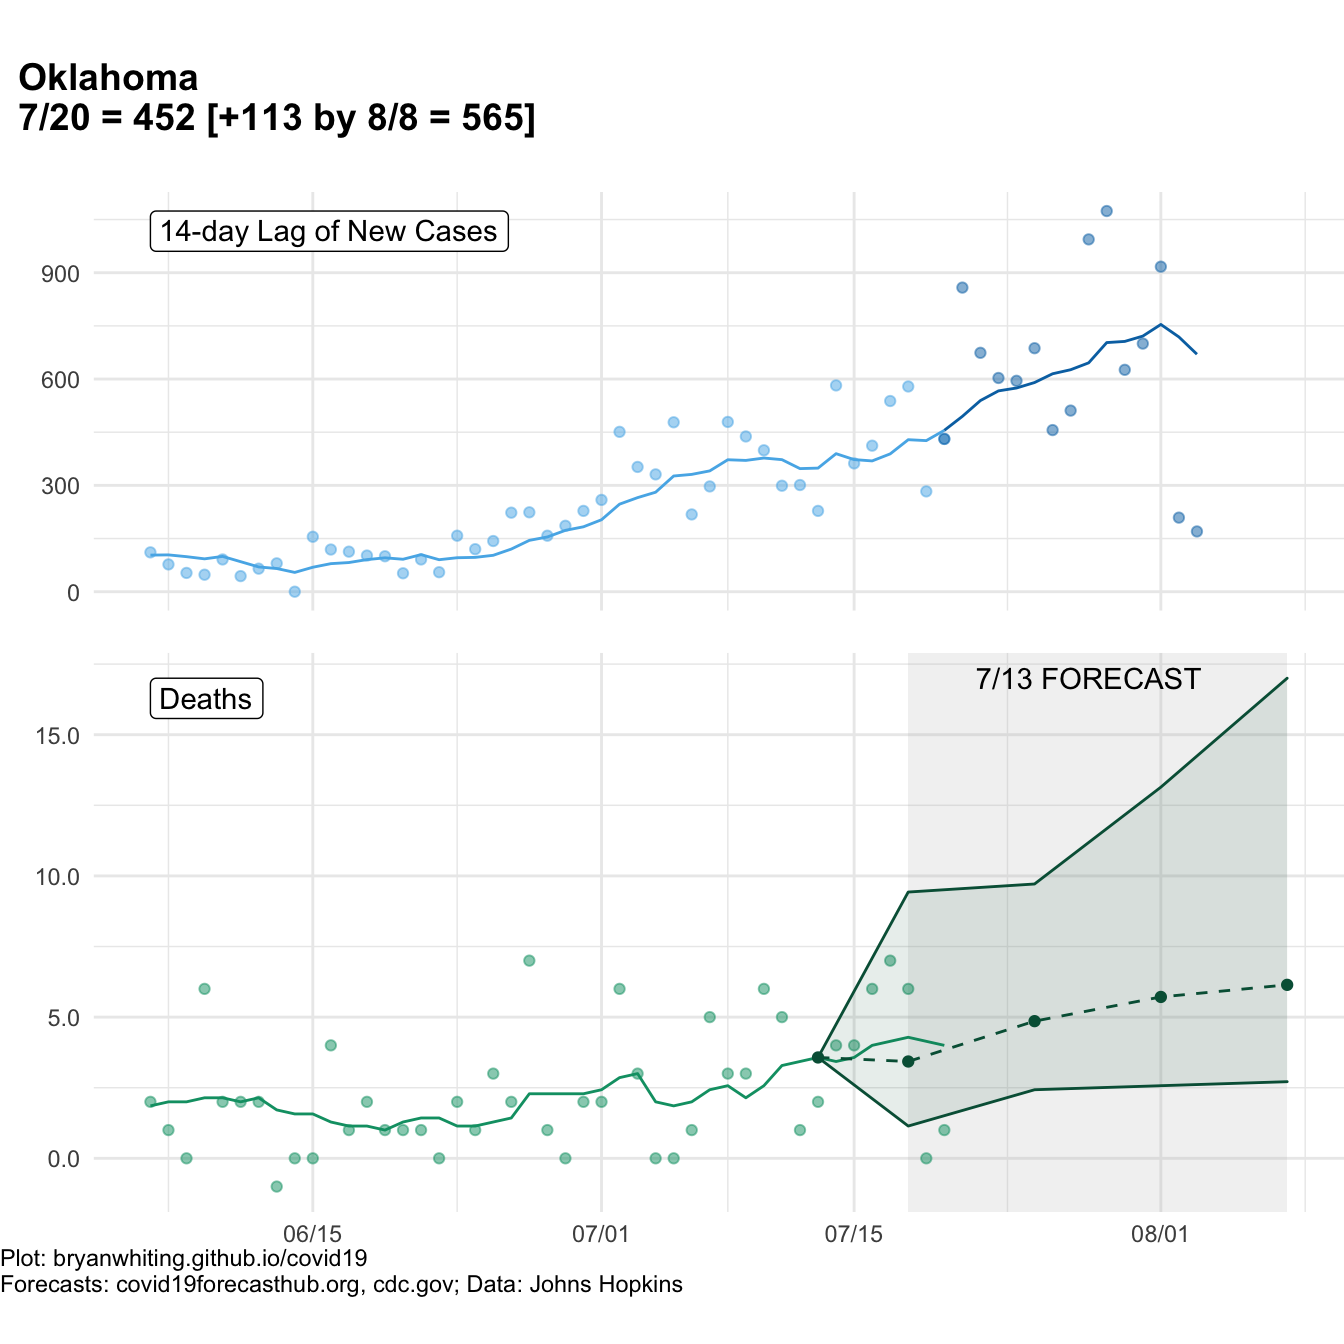 Oklahoma
7/20 = 452 [+113 by 8/8 = 565]
14-day Lag of New Cases
900
600
300
0
Deaths
7/13 FORECAST
15.0
10.0
5.0
0.0
06/15 07/01 07/15 08/01
Plot: bryanwhiting.github.io/covid19
Forecasts: covid19forecasthub.org, cdc.gov; Data: Johns Hopkins